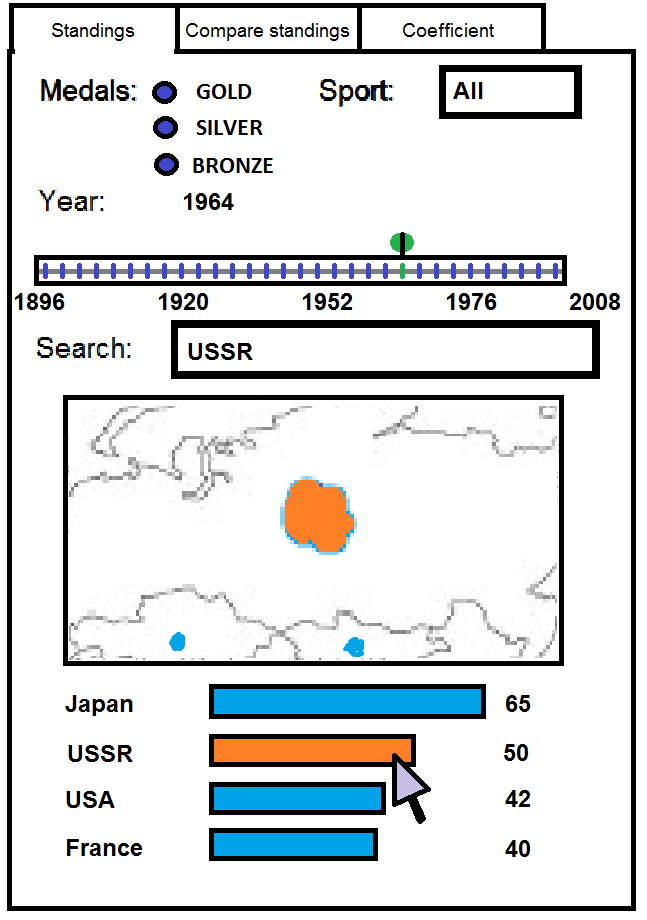 Standings Compare standings Coefficient
Medals: GOLD Sport: All
SILVER
BRONZE
Year: 1964
1896 1920 1952 1976 2008
Search: USSR
Japan 65
USSR 50
USA 42
France 40